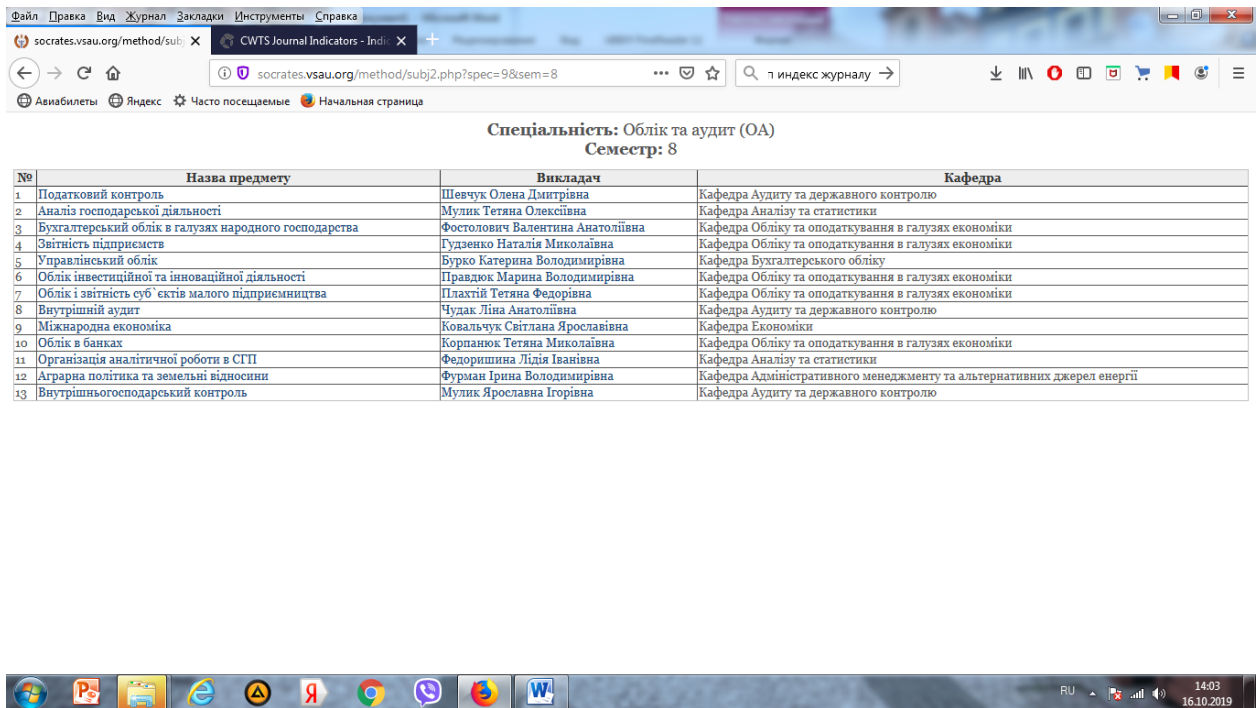 Файл Правка Вид Журнал Закладки Инструменты Справка
socrates.vsau.org/method/subj CWTS Journal Indicators - Indic
socrates.vsau.org/method/subj2.php?spec=9&sem=8 индекс журналу
Авиабилеты Яндекс Часто посещаемые Начальная страница
Спеціальність: Облік та аудит (ОА)
Семестр: 8
№ Назва предмету Викладач Кафедра
1 Податковий контроль Шевчук Олена Дмитрівна Кафедра Аудиту та державного контролю
2 Аналіз господарської діяльності Мулик Тетяна Олексіївна Кафедра Аналізу та статистики
3 Бухгалтерський облік в галузях народного господарства Фостолович Валентина Анатоліївна Кафедра Обліку та оподаткування в галузях економіки
4 Звітність підприємств Гудзенко Наталія Миколаївна Кафедра Обліку та оподаткування в галузях економіки
5 Управлінський облік Бурко Катерина Володимирівна Кафедра Бухгалтерського обліку
6 Облік інвестиційної та інноваційної діяльності Правдюк Марина Володимирівна Кафедра Обліку та оподаткування в галузях економіки
7 Облік і звітність суб`єктів малого підприємництва Плахтій Тетяна Федорівна Кафедра Обліку та оподаткування в галузях економіки
8 Внутрішній аудит Чудак Ліна Анатоліївна Кафедра Аудиту та державного контролю
9 Міжнародна економіка Ковальчук Світлана Ярославівна Кафедра Економіки
10 Облік в банках Корпанюк Тетяна Миколаївна Кафедра Обліку та оподаткування в галузях економіки
11 Організація аналітичної роботи в СГП Федоришина Лідія Іванівна Кафедра Аналізу та статистики
12 Аграрна політика та земельні відносини Фурман Ірина Володимирівна Кафедра Адміністративного менеджменту та альтернативних джерел енергії
13 Внутрішньогосподарський контроль Мулик Ярославна Ігорівна Кафедра Аудиту та державного контролю
RU 14:03
16.10.2019